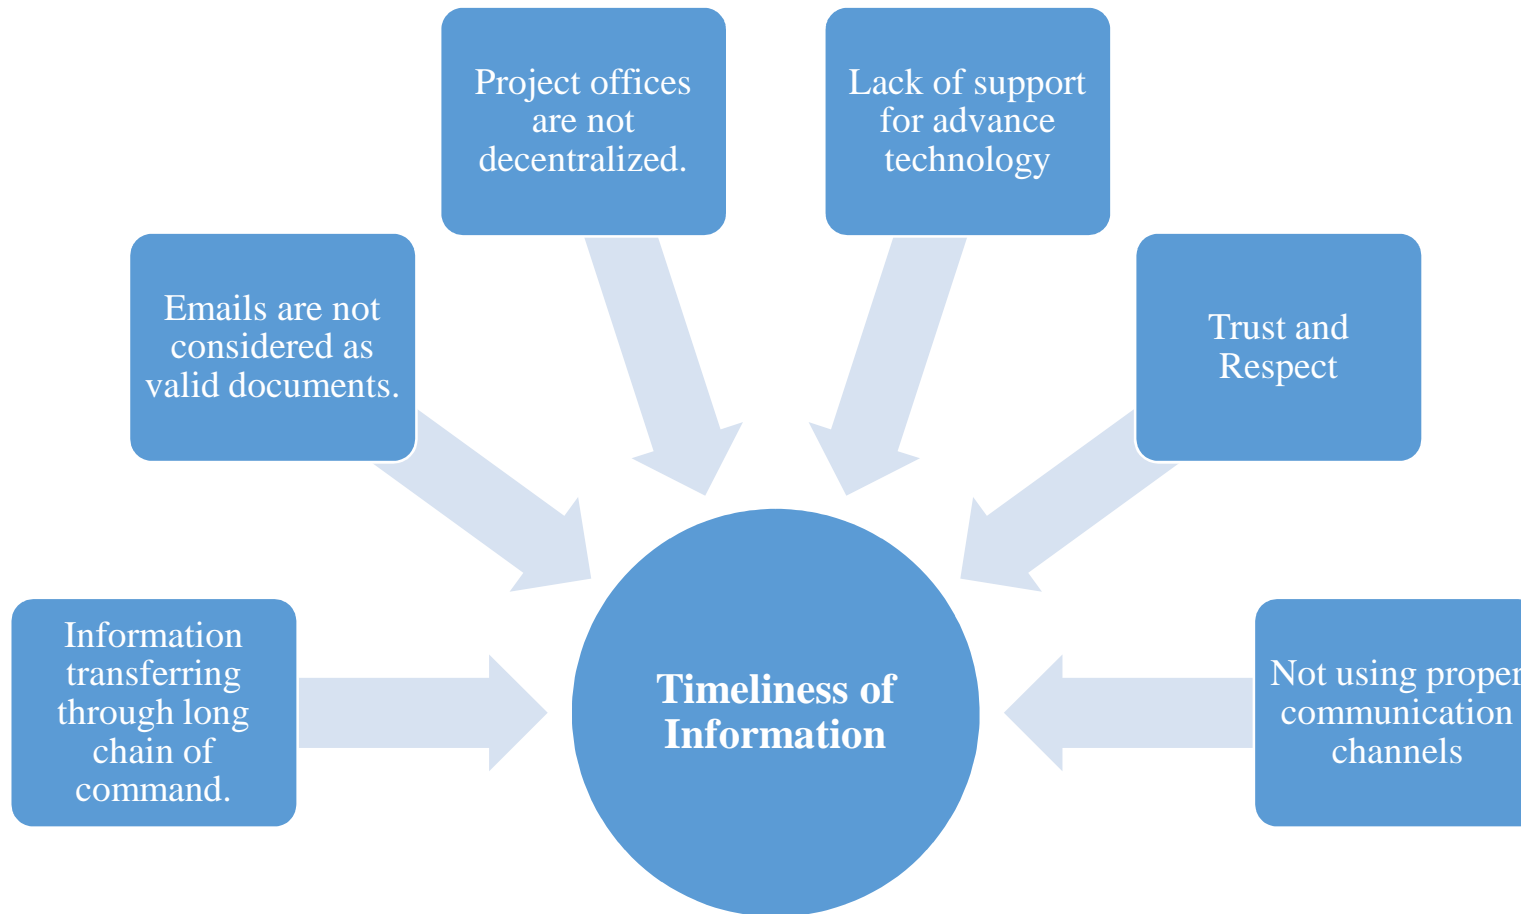 Project offices
are not
decentralized.
Lack of support
for advance
technology
Emails are not
considered as
valid documents.
Trust and
Respect
Information
transferring
through long
chain of
command.
Timeliness of
Information
Not using proper
communication
channels